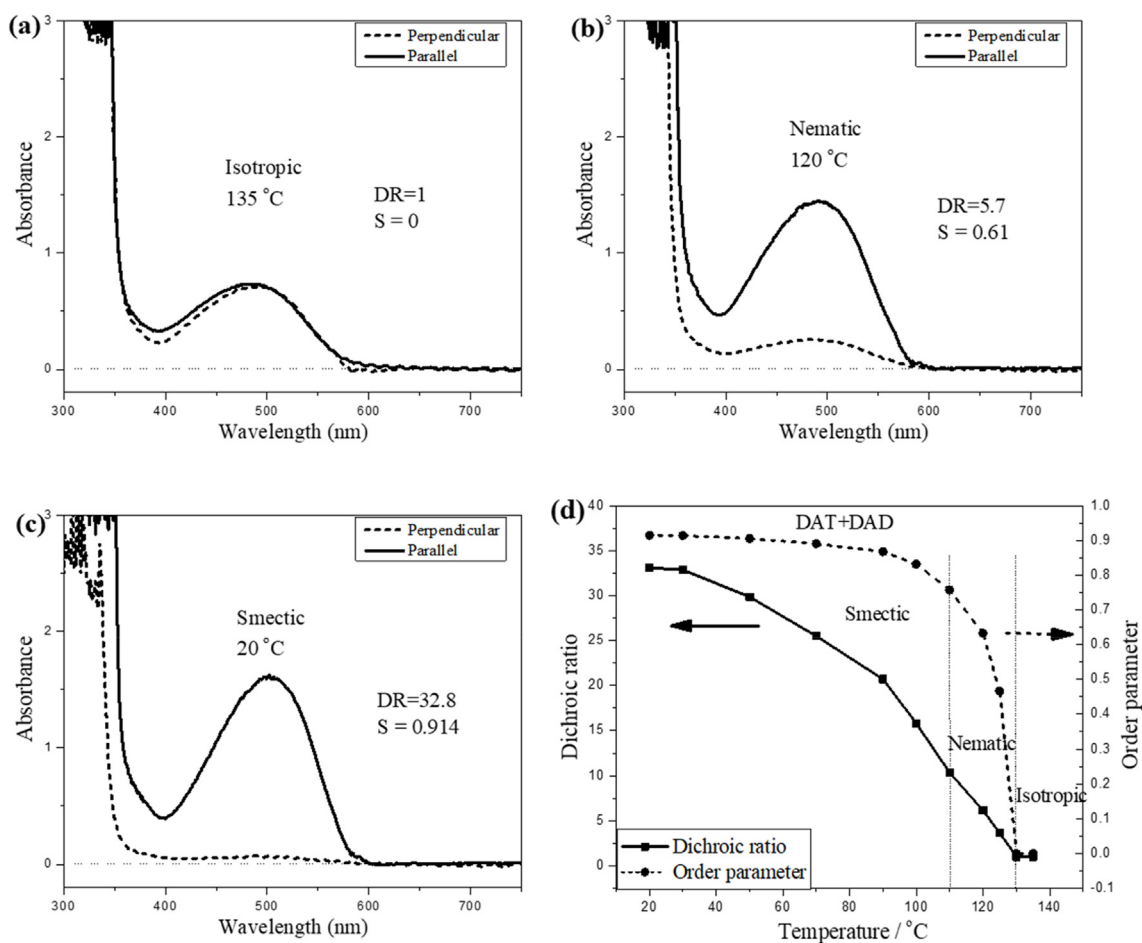 (a)
3
2
1
0
Absorbance
Perpendicular
Parallel
Isotropic
135 °C
DR=1
S = 0
300 400 500 600 700
Wavelength (nm)
(b)
3
2
1
0
Absorbance
Perpendicular
Parallel
Nematic
120 °C
DR=5.7
S = 0.61
300 400 500 600 700
Wavelength (nm)
(c)
3
2
1
0
Absorbance
Perpendicular
Parallel
Smectic
20 °C
DR=32.8
S = 0.914
300 400 500 600 700
Wavelength (nm)
(d)
40
35
30
25
20
15
10
5
0
Dichroic ratio
DAT+DAD
Smectic
Nematic
Isotropic
Dichroic ratio
Order parameter
1.0
0.9
0.8
0.7
0.6
0.5
0.4
0.3
0.2
0.1
0.0
-0.1
Order parameter
20 40 60 80 100 120 140
Temperature / °C